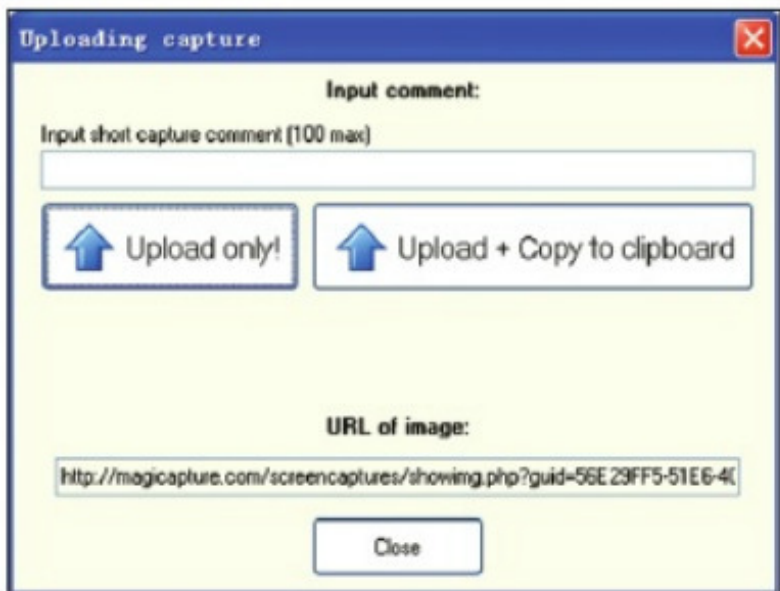 Uploading capture
Input comment:
Input short capture comment (100 max)
Upload only!
Upload + Copy to clipboard
URL of image:
http://magicapture.com/screencaptures/showimg.php?guid=56E29FF5-51E6-4C
Close